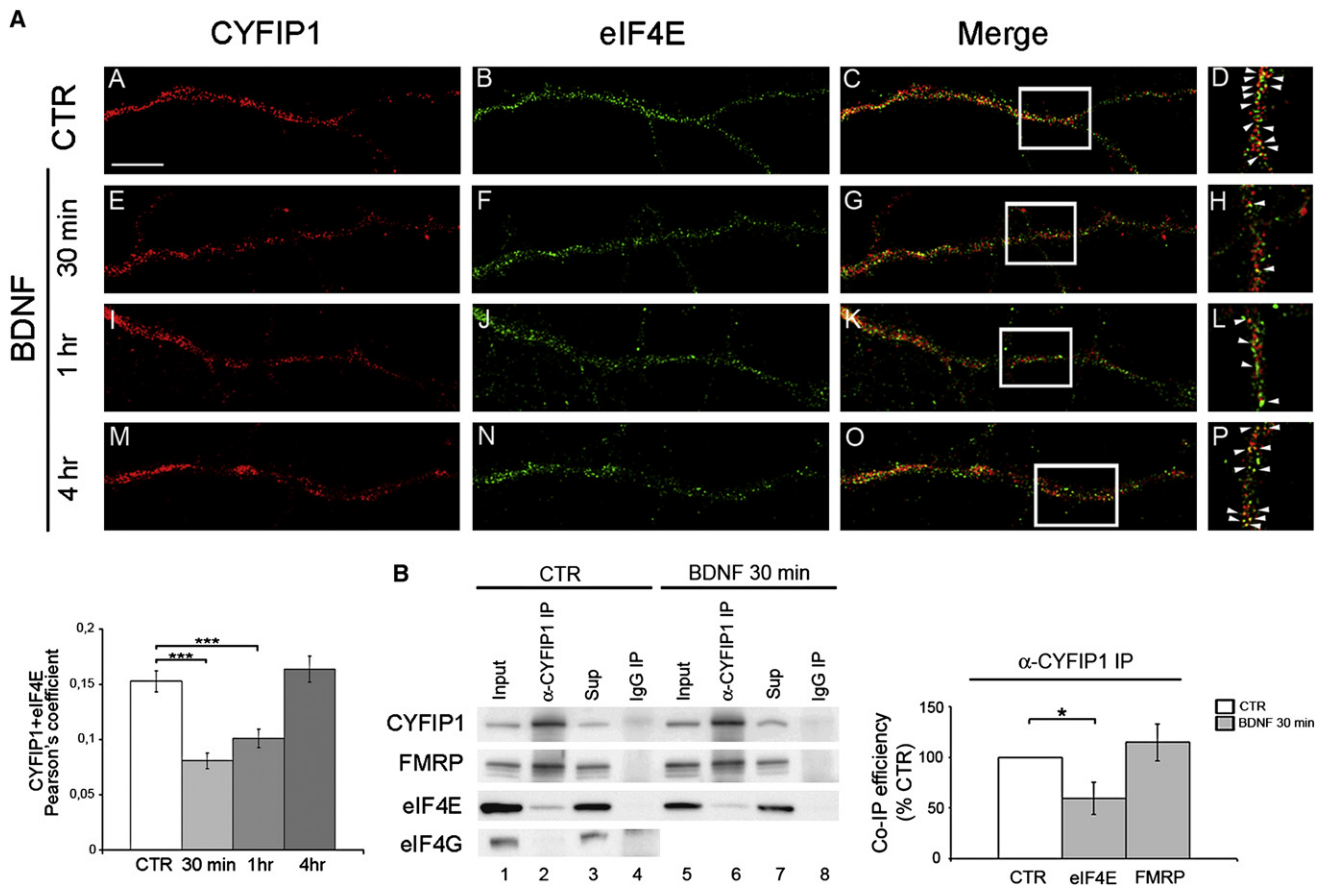 A
CYFIP1 eIF4E Merge
CTR
A B C D
BDNF
30 min
E F G H
1 hr
I J K L
4 hr
M N O P
CYFIP1+eIF4E
Pearson's coefficient
0,2
0,15
0,1
0,05
0
***
***
CTR 30 min 1hr 4hr
B
CTR BDNF 30 min
Input α-CYFIP1 IP Sup IgG IP Input α-CYFIP1 IP Sup IgG IP
CYFIP1
FMRP
eIF4E
eIF4G
1 2 3 4 5 6 7 8
α-CYFIP1 IP
Co-IP efficiency
(% CTR)
150
100
50
0
*
CTR eIF4E FMRP
CTR
BDNF 30 min